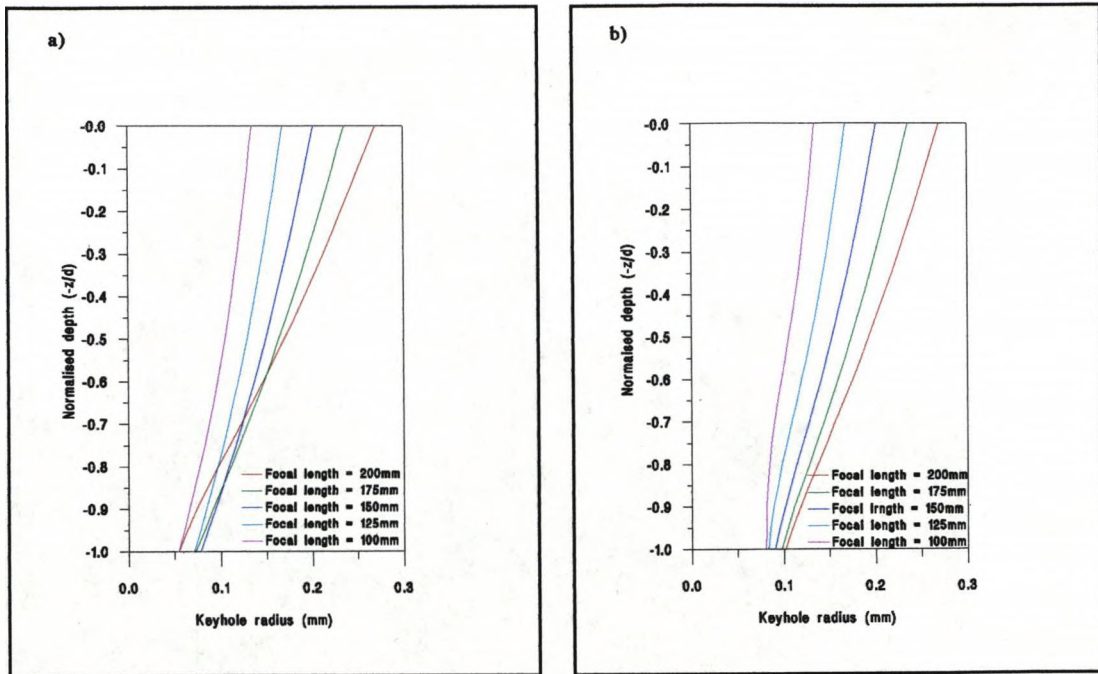 a)
-0.0
-0.1
-0.2
-0.3
-0.4
-0.5
-0.6
-0.7
-0.8
-0.9
-1.0
Normalised depth (-z/d)
Focal length = 200mm
Focal length = 175mm
Focal length = 150mm
Focal length = 125mm
Focal length = 100mm
0.0 0.1 0.2 0.3
Keyhole radius (mm)
b)
-0.0
-0.1
-0.2
-0.3
-0.4
-0.5
-0.6
-0.7
-0.8
-0.9
-1.0
Normaised depth (-z/d)
Focal length = 200mm
Focal length = 175mm
Focal lrngth = 150mm
Focal length = 125mm
Focal length = 100mm
0.0 0.1 0.2 0.3
Keyhole radius (mm)